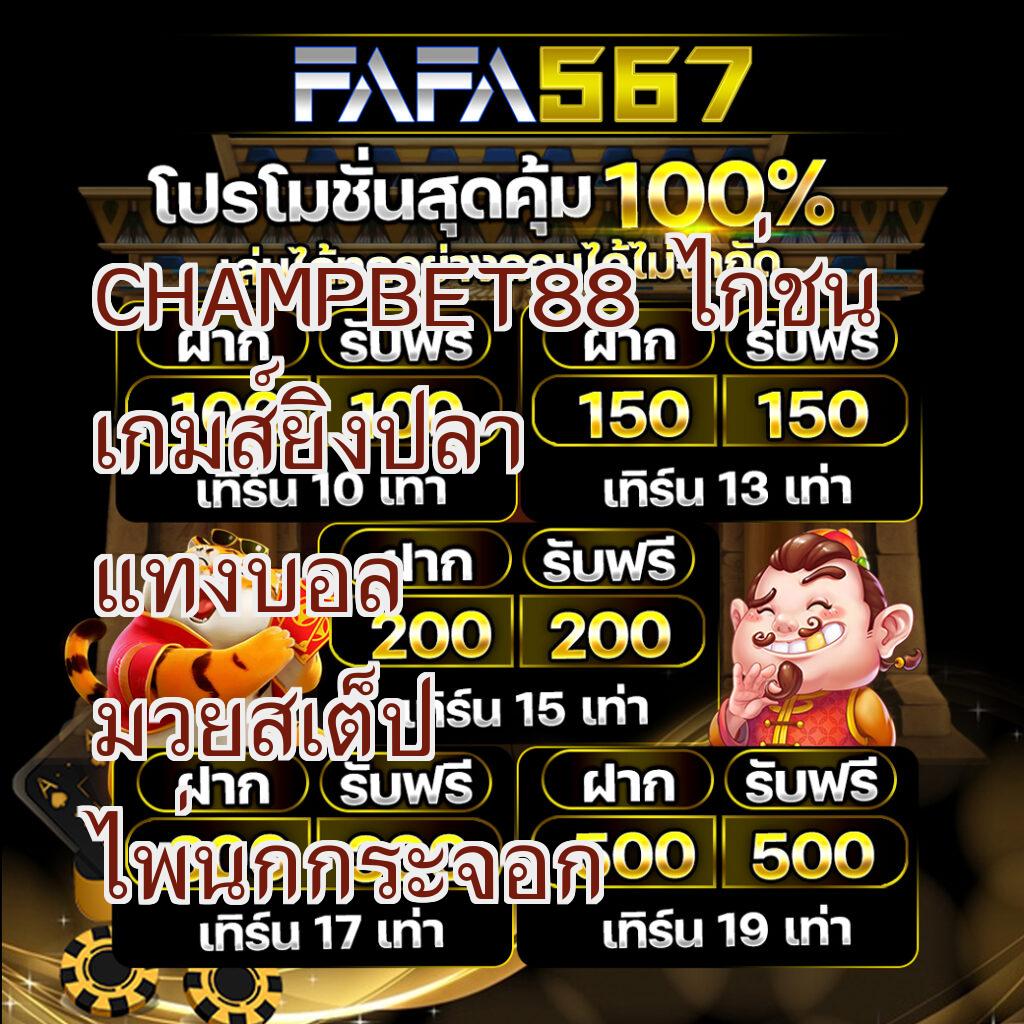 FAFA567
โปรโมชั่นสุดคุ้ม 100%
CHAMPBET88 ไก่ชน
ฝาก รับฟรี ฝาก รับฟรี
100 100 150 150
เกมส์ยิงปลา
เทิร์น 10 เท่า เทิร์น 13 เท่า
ฝาก รับฟรี
แทงบอล
200 200
มวยสเต็ป
เทิร์น 15 เท่า
ฝาก รับฟรี ฝาก รับฟรี
500 500
ไพ่นกกระจอก
เทิร์น 17 เท่า เทิร์น 19 เท่า